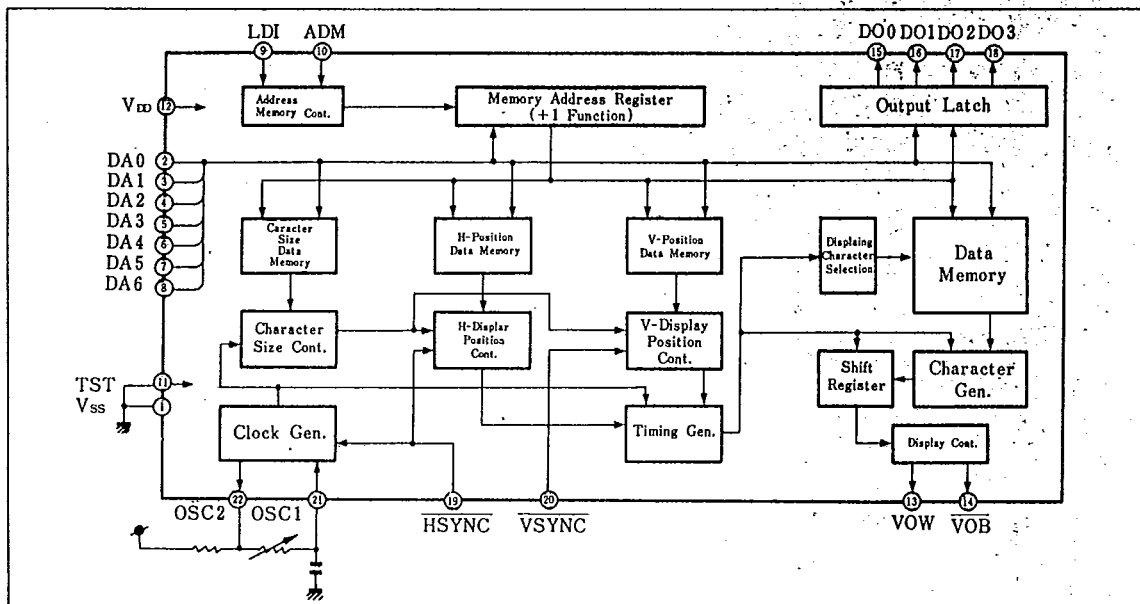 LDI ADM
9 10
DO0 DO1 DO2 DO3
15 16 17 18
VDD 12
Address
Memory Cont.
Memory Address Register
(+1 Function)
Output Latch
DA0 2
DA1 3
DA2 4
DA3 5
DA4 6
DA5 7
DA6 8
Caracter
Size
Data
Memory
H-Position
Data Memory
V-Position
Data Memory
Displaing
Character
Selection
Data
Memory
Character
Size Cont.
H-Displar
Position
Cont.
V-Display
Position
Cont.
Shift
Register
Character
Gen.
TST 11
VSS 1
Clock Gen.
Timing Gen.
Display Cont.
22 21 19 20 13 14
OSC2 OSC1 HSYNC VSYNC VOW VOB